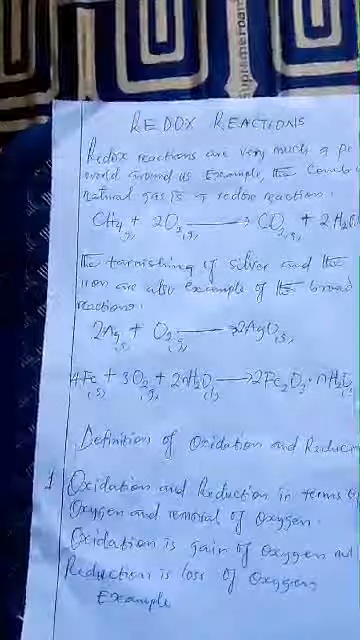 Supremeroam
REDOX REACTIONS
Redox reactions are very much a
world around us Example, the
natural gas is a redox reaction.
CH4(g) + 2O2(g) → CO2(g) + 2H2O
The tarnishing of silver and the
iron are also example of the broad
reactions.
2Ag(s) + O2(g) → 2AgO(s)
4Fe(s) + 3O2(g) + 2nH2O(l) → 2Fe2O3·nH2O(s)
Definition of Oxidation and
1 Oxidation and Reduction in terms of
Oxygen and removal of Oxygen.
Oxidation is gain of oxygen
Reduction is loss of Oxygen
Example